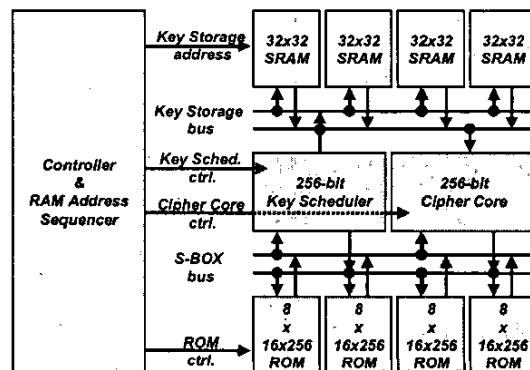 Key Storage
address
32x32
SRAM
32x32
SRAM
32x32
SRAM
32x32
SRAM
Key Storage
bus
Controller
& 
RAM Address
Sequencer
Key Sched.
ctrl.
256-bit
Key Scheduler
256-bit
Cipher Core
Cipher Core
ctrl.
S-BOX
bus
8
x
16x256
ROM
8
x
16x256
ROM
8
x
16x256
ROM
8
x
16x256
ROM
ROM
ctrl.